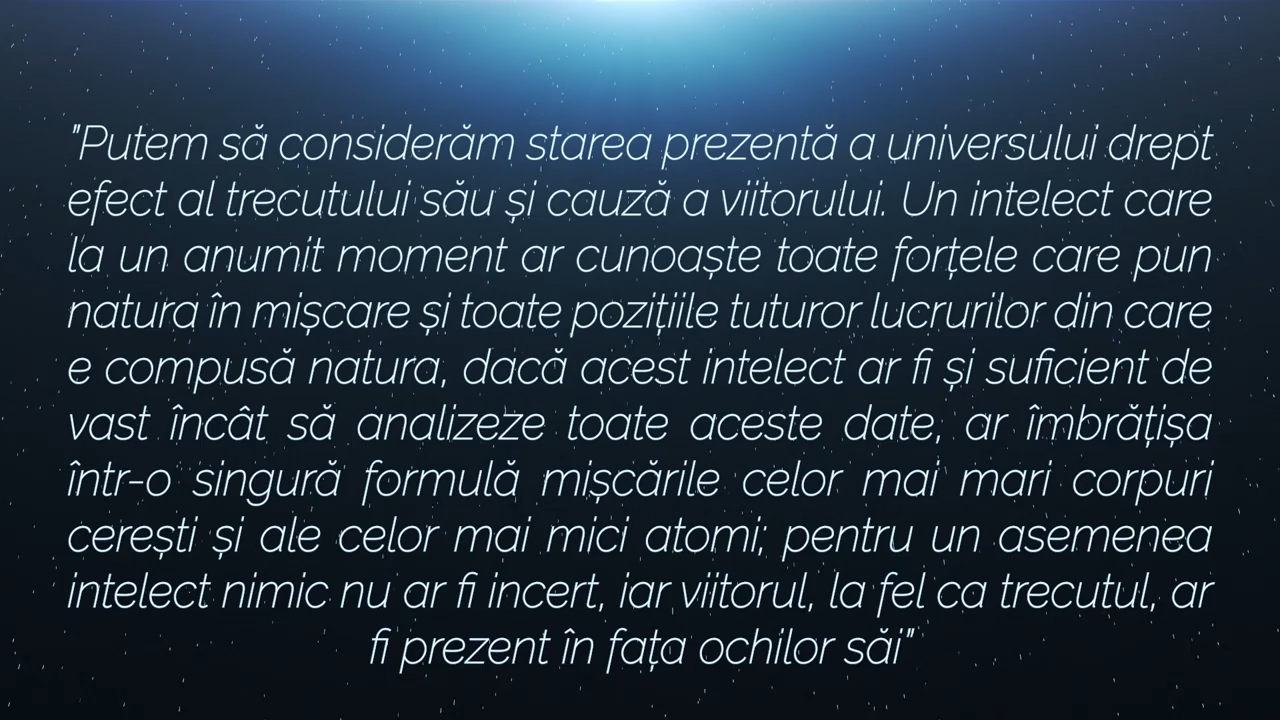 "Putem să considerăm starea prezentă a universului drept
efect al trecutului său și cauză a viitorului. Un intelect care
la un anumit moment ar cunoaște toate forțele care pun
natura în mișcare și toate pozițiile tuturor lucrurilor din care
e compusă natura, dacă acest intelect ar fi și suficient de
vast încât să analizeze toate aceste date, ar îmbrățișa
într-o singură formulă mișcările celor mai mari corpuri
cerești și ale celor mai mici atomi; pentru un asemenea
intelect nimic nu ar fi incert, iar viitorul, la fel ca trecutul, ar
fi prezent în fața ochilor săi"